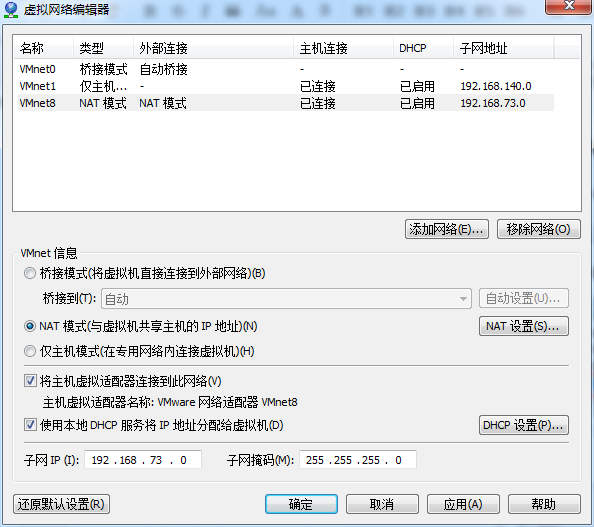 虚拟网络编辑器
名称 类型 外部连接 主机连接 DHCP 子网地址
VMnet0 桥接模式 自动桥接 - - -
VMnet1 仅主机... - 已连接 已启用 192.168.140.0
VMnet8 NAT 模式 NAT 模式 已连接 已启用 192.168.73.0
添加网络(E)... 移除网络(O)
VMnet 信息
桥接模式(将虚拟机直接连接到外部网络)(B)
桥接到(T): 自动 自动设置(U)...
NAT 模式(与虚拟机共享主机的 IP 地址)(N) NAT 设置(S)...
仅主机模式(在专用网络内连接虚拟机)(H)
将主机虚拟适配器连接到此网络(V)
主机虚拟适配器名称: VMware 网络适配器 VMnet8
使用本地 DHCP 服务将 IP 地址分配给虚拟机(D) DHCP 设置(P)...
子网 IP (I): 192 . 168 . 73 . 0 子网掩码(M): 255 . 255 . 255 . 0
还原默认设置(R) 确定 取消 应用(A) 帮助